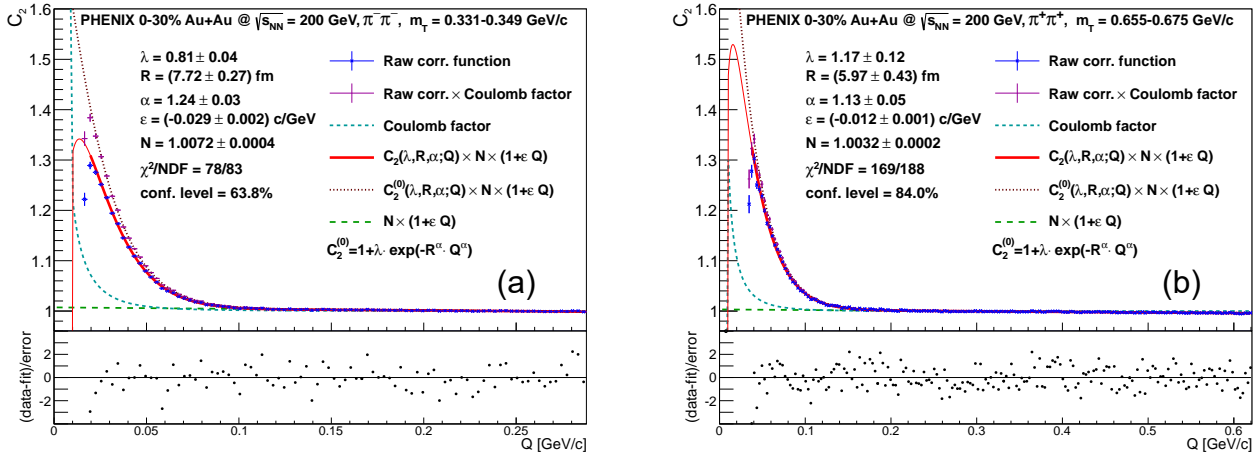 PHENIX 0-30% Au+Au @ √s_NN = 200 GeV, π⁻π⁻, m_T = 0.331-0.349 GeV/c
C₂
1.6
1.5
1.4
1.3
1.2
1.1
1
λ = 0.81 ± 0.04
R = (7.72 ± 0.27) fm
α = 1.24 ± 0.03
ε = (-0.029 ± 0.002) c/GeV
N = 1.0072 ± 0.0004
χ²/NDF = 78/83
conf. level = 63.8%
Raw corr. function
Raw corr. × Coulomb factor
Coulomb factor
C₂(λ,R,α;Q) × N × (1+ε Q)
C₂⁽⁰⁾(λ,R,α;Q) × N × (1+ε Q)
N × (1+ε Q)
C₂⁽⁰⁾=1+λ· exp(-R^α· Q^α)
(a)
(data-fit)/error
2
0
-2
0
0.05
0.1
0.15
0.2
0.25
Q [GeV/c]
PHENIX 0-30% Au+Au @ √s_NN = 200 GeV, π⁺π⁺, m_T = 0.655-0.675 GeV/c
C₂
1.6
1.5
1.4
1.3
1.2
1.1
1
λ = 1.17 ± 0.12
R = (5.97 ± 0.43) fm
α = 1.13 ± 0.05
ε = (-0.012 ± 0.001) c/GeV
N = 1.0032 ± 0.0002
χ²/NDF = 169/188
conf. level = 84.0%
Raw corr. function
Raw corr. × Coulomb factor
Coulomb factor
C₂(λ,R,α;Q) × N × (1+ε Q)
C₂⁽⁰⁾(λ,R,α;Q) × N × (1+ε Q)
N × (1+ε Q)
C₂⁽⁰⁾=1+λ· exp(-R^α· Q^α)
(b)
(data-fit)/error
2
0
-2
0
0.1
0.2
0.3
0.4
0.5
0.6
Q [GeV/c]